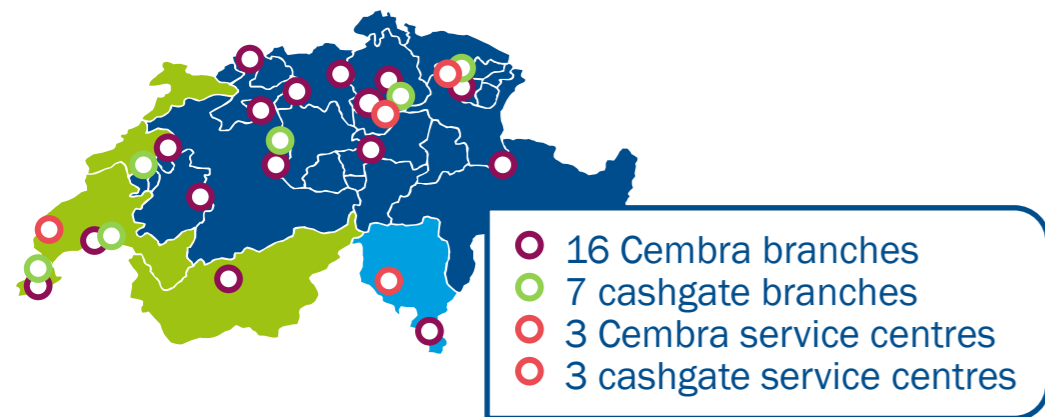 16 Cembra branches
7 cashgate branches
3 Cembra service centres
3 cashgate service centres